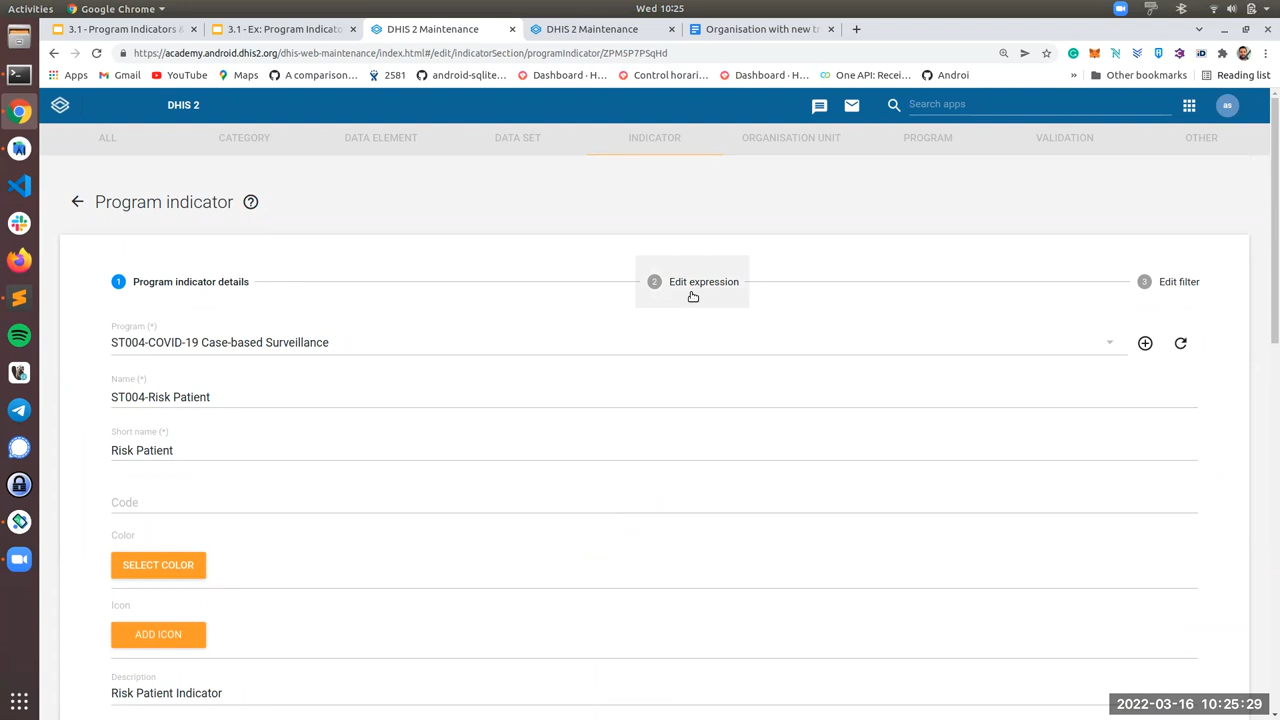 Activities
Google Chrome
Wed 10:25
3.1 - Program Indicators &
3.1 - Ex: Program Indicato
DHIS 2 Maintenance
DHIS 2 Maintenance
Organisation with new tr
https://academy.android.dhis2.org/dhis-web-maintenance/index.html#/edit/indicatorSection/programIndicator/ZPMSP7PSqHd
Apps
Gmail
YouTube
Maps
A comparison...
2581
android-sqlite...
Dashboard · H...
Control horari...
Dashboard · H...
One API: Recei...
Androi
»
Other bookmarks
Reading list
DHIS 2
Search apps
as
ALL
CATEGORY
DATA ELEMENT
DATA SET
INDICATOR
ORGANISATION UNIT
PROGRAM
VALIDATION
OTHER
Program indicator
1 Program indicator details
2 Edit expression
3 Edit filter
Program (*)
ST004-COVID-19 Case-based Surveillance
Name (*)
ST004-Risk Patient
Short name (*)
Risk Patient
Code
Color
SELECT COLOR
Icon
ADD ICON
Description
Risk Patient Indicator
2022-03-16 10:25:29